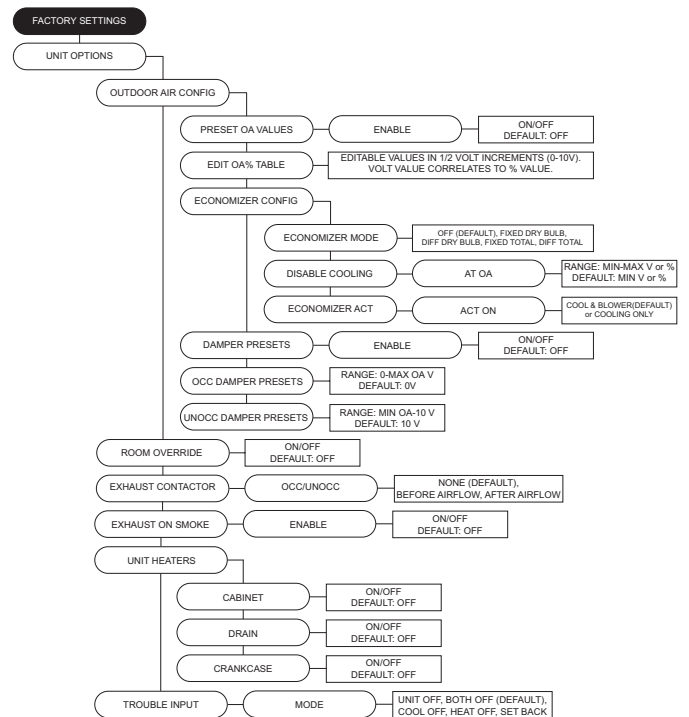 FACTORY SETTINGS
UNIT OPTIONS
OUTDOOR AIR CONFIG
PRESET OA VALUES
ENABLE
ON/OFF
DEFAULT: OFF
EDIT OA% TABLE
EDITABLE VALUES IN 1/2 VOLT INCREMENTS (0-10V).
VOLT VALUE CORRELATES TO % VALUE.
ECONOMIZER CONFIG
ECONOMIZER MODE
OFF (DEFAULT), FIXED DRY BULB,
DIFF DRY BULB, FIXED TOTAL, DIFF TOTAL
DISABLE COOLING
AT OA
RANGE: MIN-MAX V or %
DEFAULT: MIN V or %
ECONOMIZER ACT
ACT ON
COOL & BLOWER(DEFAULT)
or COOLING ONLY
DAMPER PRESETS
ENABLE
ON/OFF
DEFAULT: OFF
OCC DAMPER PRESETS
RANGE: 0-MAX OA V
DEFAULT: 0V
UNOCC DAMPER PRESETS
RANGE: MIN OA-10 V
DEFAULT: 10 V
ROOM OVERRIDE
ON/OFF
DEFAULT: OFF
EXHAUST CONTACTOR
OCC/UNOCC
NONE (DEFAULT),
BEFORE AIRFLOW, AFTER AIRFLOW
EXHAUST ON SMOKE
ENABLE
ON/OFF
DEFAULT: OFF
UNIT HEATERS
CABINET
ON/OFF
DEFAULT: OFF
DRAIN
ON/OFF
DEFAULT: OFF
CRANKCASE
ON/OFF
DEFAULT: OFF
TROUBLE INPUT
MODE
UNIT OFF, BOTH OFF (DEFAULT),
COOL OFF, HEAT OFF, SET BACK